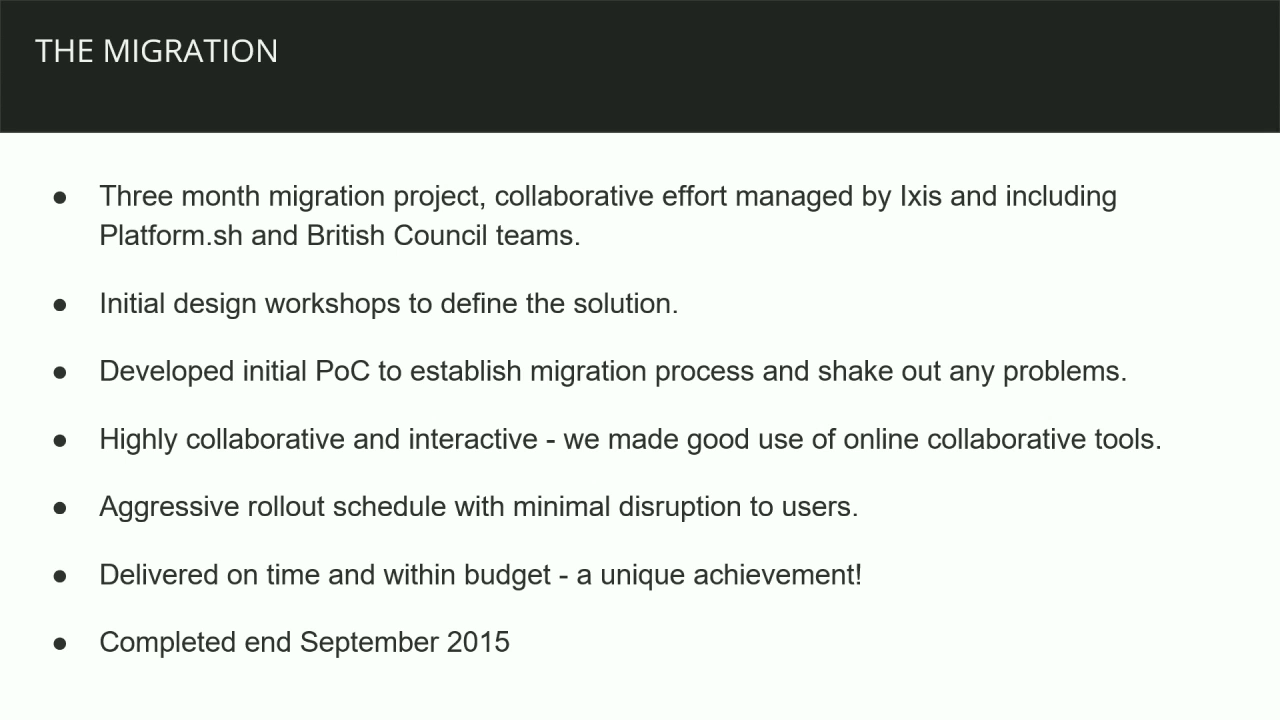 THE MIGRATION
● Three month migration project, collaborative effort managed by Ixis and including
Platform.sh and British Council teams.
● Initial design workshops to define the solution.
● Developed initial PoC to establish migration process and shake out any problems.
● Highly collaborative and interactive - we made good use of online collaborative tools.
● Aggressive rollout schedule with minimal disruption to users.
● Delivered on time and within budget - a unique achievement!
● Completed end September 2015